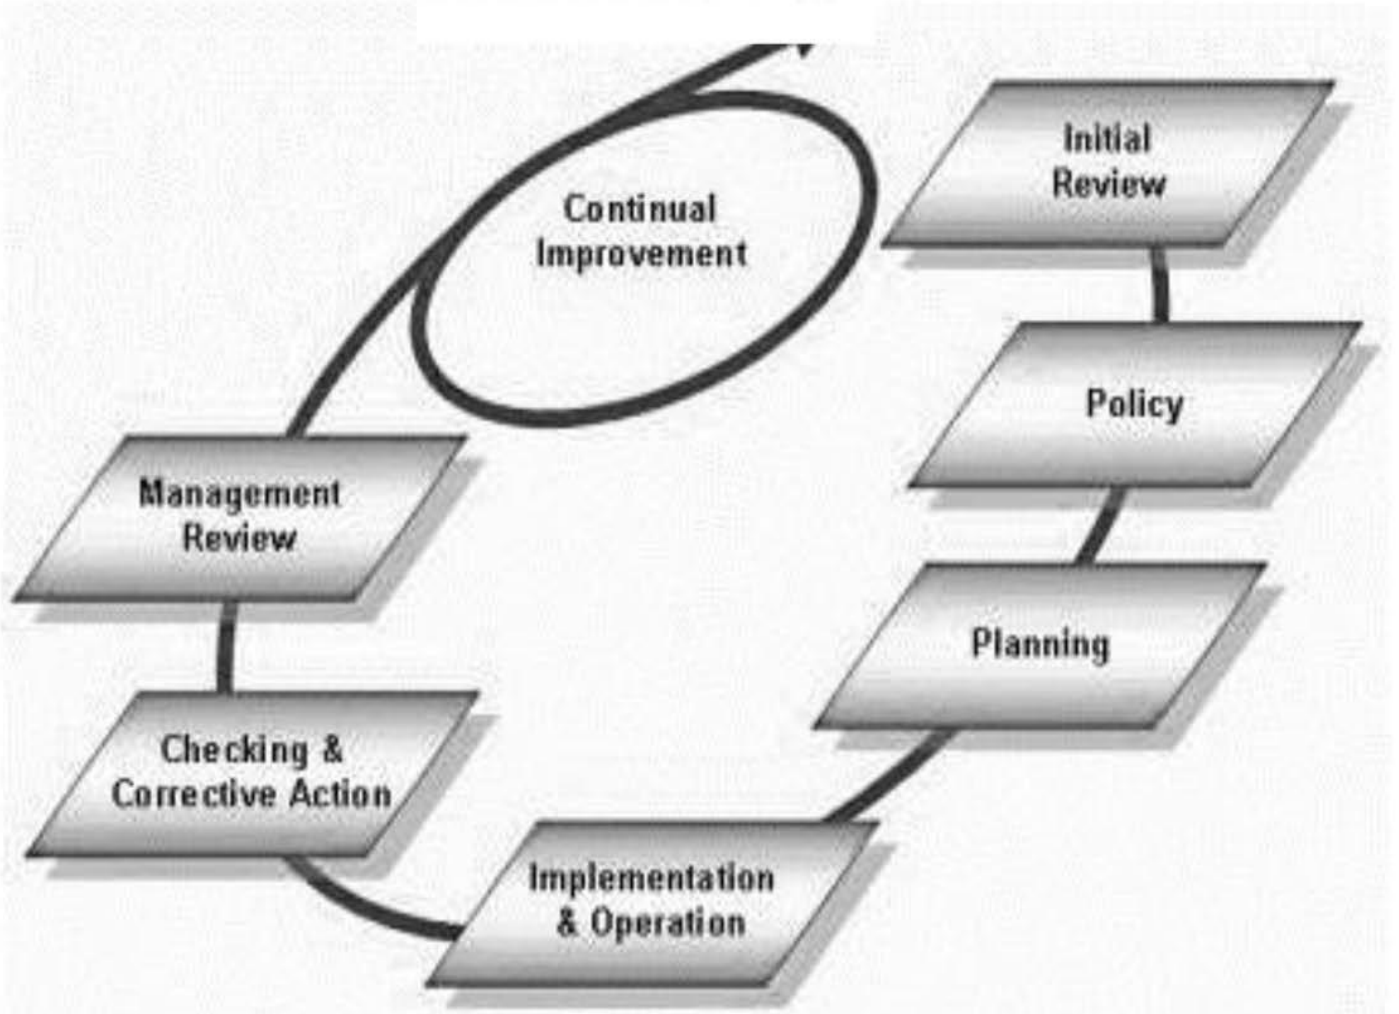 Initial
Review
Policy
Planning
Implementation
& Operation
Checking &
Corrective Action
Management
Review
Continual
Improvement